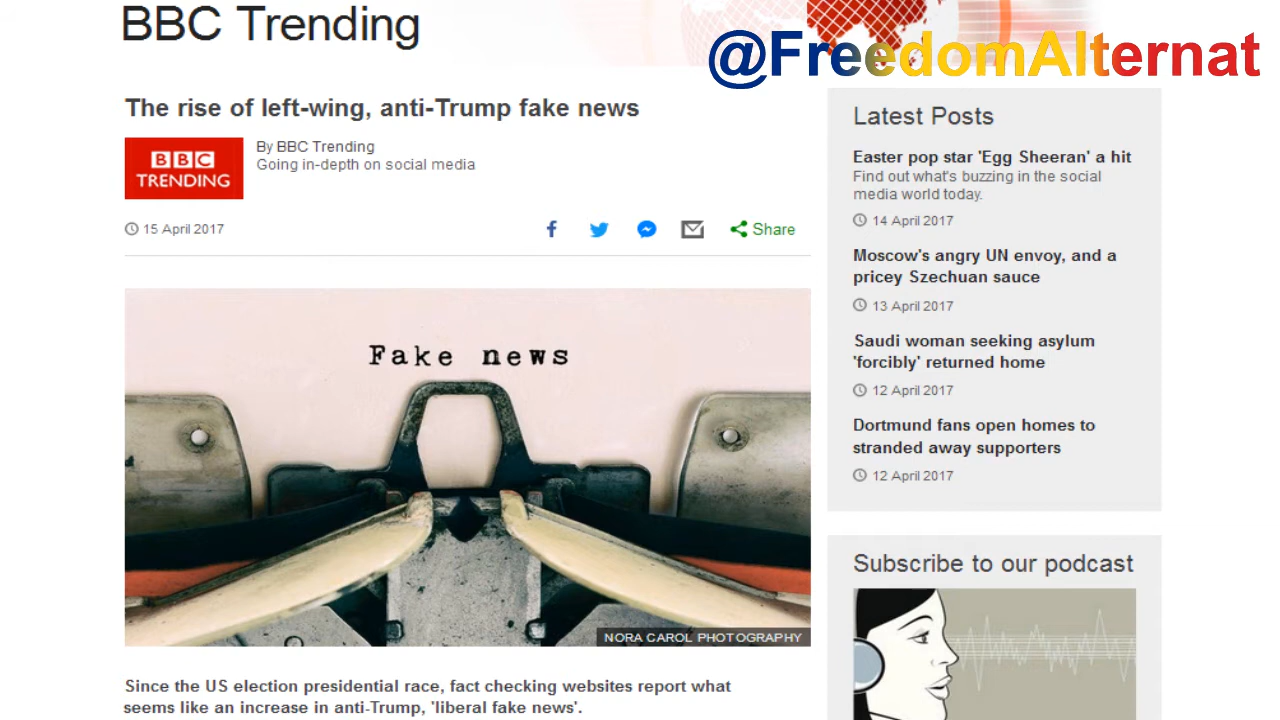 BBC Trending
@FreedomAlternat
The rise of left-wing, anti-Trump fake news
BBC
TRENDING
By BBC Trending
Going in-depth on social media
15 April 2017
Share
Fake news
NORA CAROL PHOTOGRAPHY
Since the US election presidential race, fact checking websites report what
seems like an increase in anti-Trump, 'liberal fake news'.
Latest Posts
Easter pop star 'Egg Sheeran' a hit
Find out what's buzzing in the social
media world today.
14 April 2017
Moscow's angry UN envoy, and a
pricey Szechuan sauce
13 April 2017
Saudi woman seeking asylum
'forcibly' returned home
12 April 2017
Dortmund fans open homes to
stranded away supporters
12 April 2017
Subscribe to our podcast